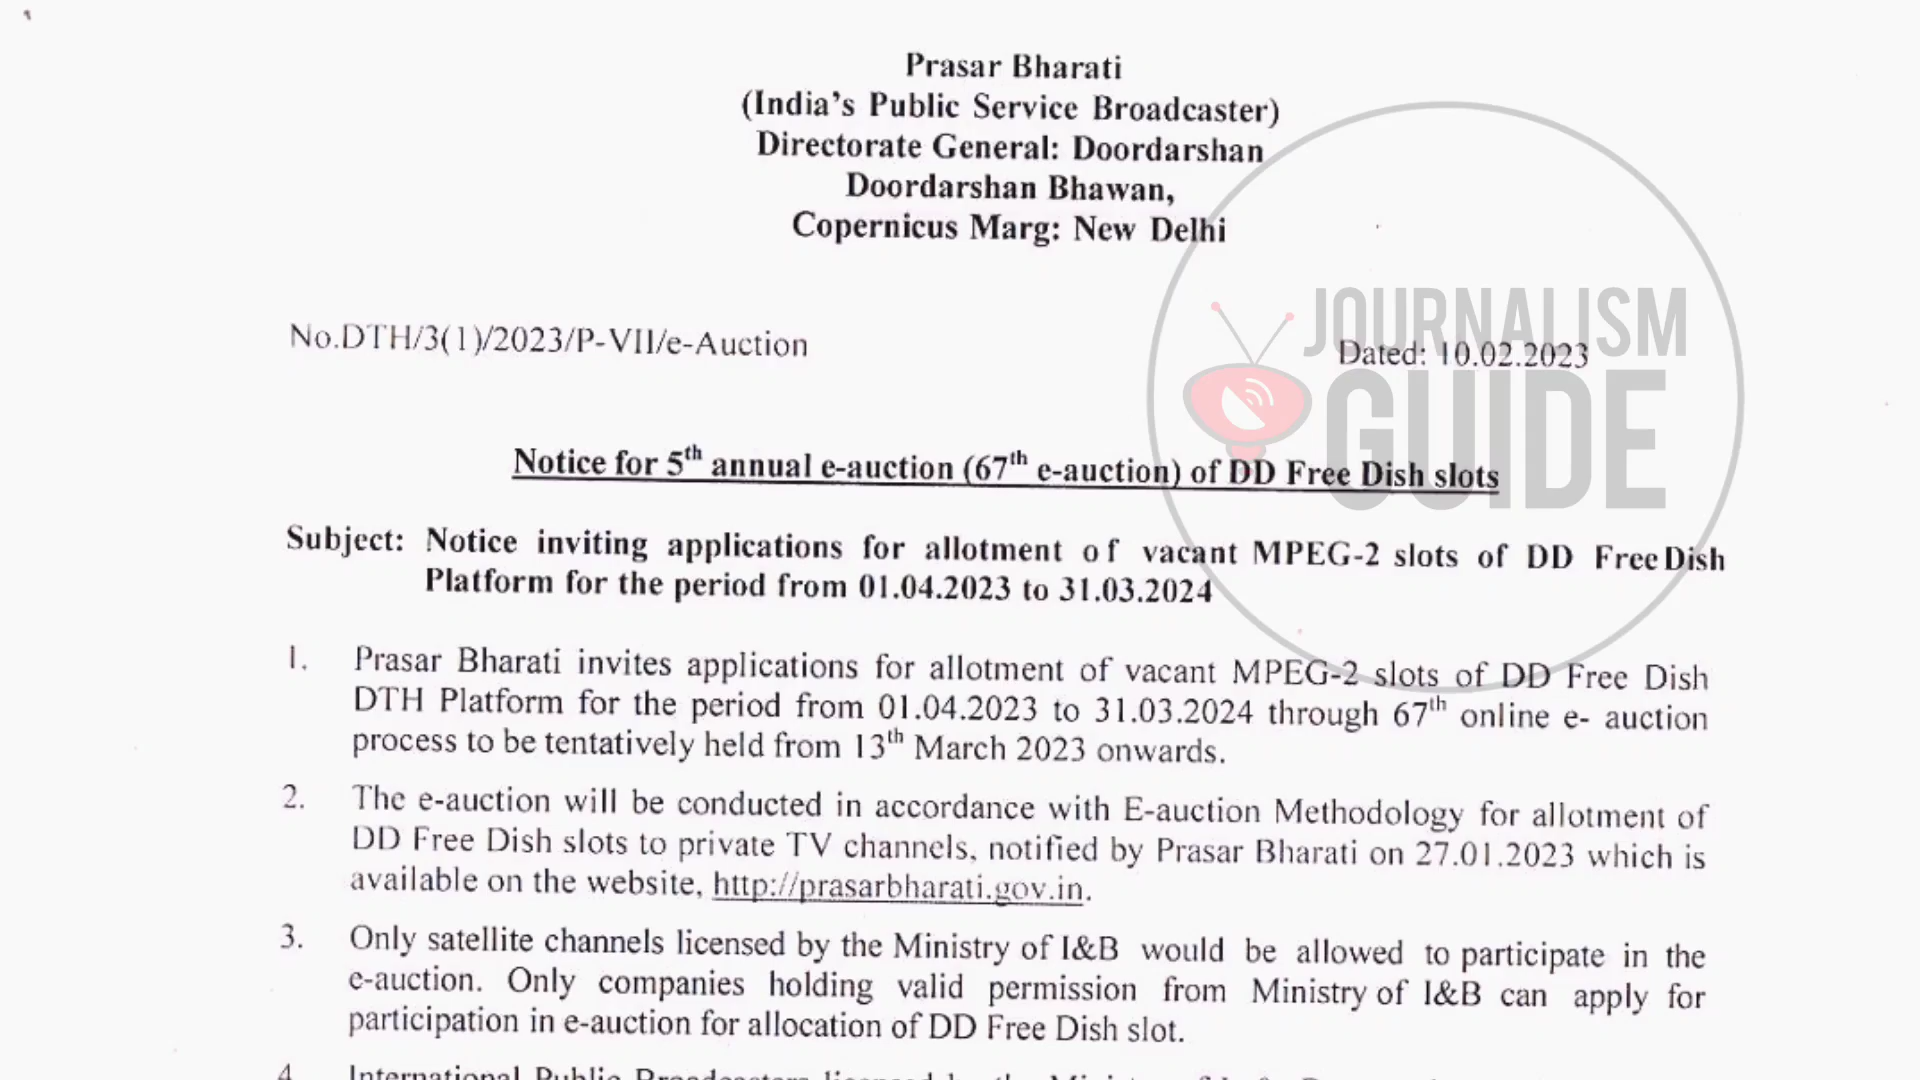 Prasar Bharati
(India's Public Service Broadcaster)
Directorate General: Doordarshan
Doordarshan Bhawan,
Copernicus Marg: New Delhi
No.DTH/3(1)/2023/P-VII/e-Auction
Dated: 10.02.2023
JOURNALISM
GUIDE
Notice for 5th annual e-auction (67th e-auction) of DD Free Dish slots
Subject: Notice inviting applications for allotment of vacant MPEG-2 slots of DD Free Dish
Platform for the period from 01.04.2023 to 31.03.2024
1. Prasar Bharati invites applications for allotment of vacant MPEG-2 slots of DD Free Dish
DTH Platform for the period from 01.04.2023 to 31.03.2024 through 67th online e- auction
process to be tentatively held from 13th March 2023 onwards.
2. The e-auction will be conducted in accordance with E-auction Methodology for allotment of
DD Free Dish slots to private TV channels, notified by Prasar Bharati on 27.01.2023 which is
available on the website, http://prasarbharati.gov.in.
3. Only satellite channels licensed by the Ministry of I&B would be allowed to participate in the
e-auction. Only companies holding valid permission from Ministry of I&B can apply for
participation in e-auction for allocation of DD Free Dish slot.
4. International Public Broadcasters licensed by the Ministry of I&B